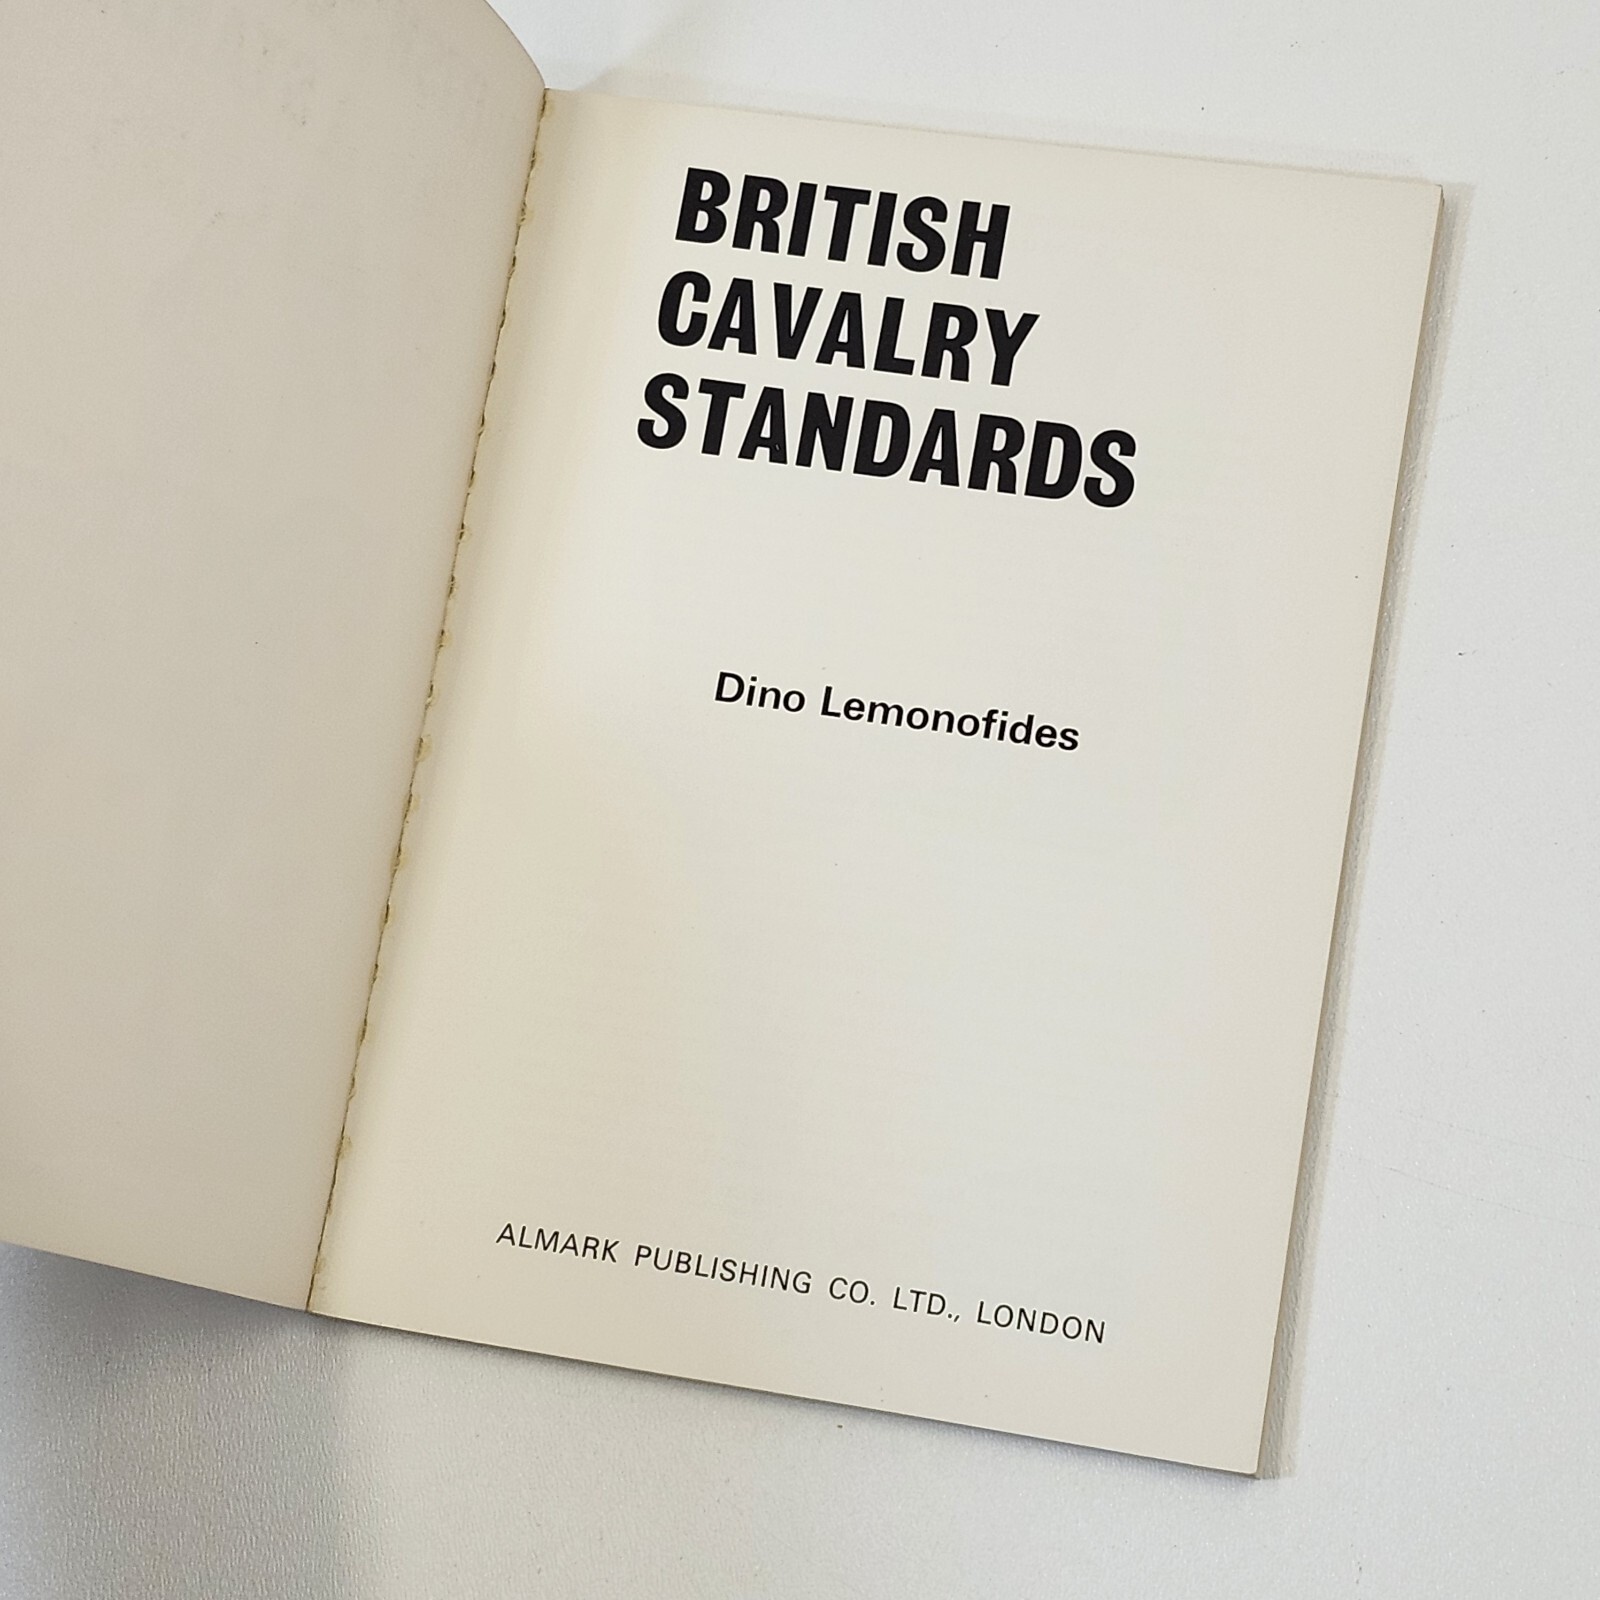 BRITISH
CAVALRY
STANDARDS
Dino Lemonofides
ALMARK PUBLISHING CO. LTD., LONDON